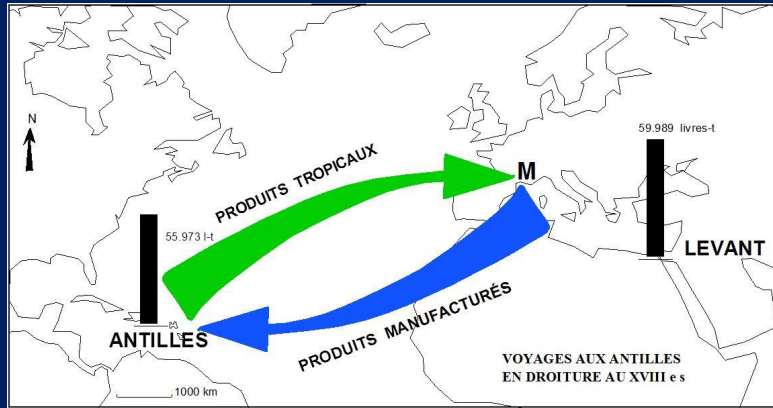 N
59.989 livres-t
PRODUITS TROPICAUX
M
55.973 l-t
LEVANT
ANTILLES
PRODUITS MANUFACTURÉS
VOYAGES AUX ANTILLES
EN DROITURE AU XVIII e s
1000 km